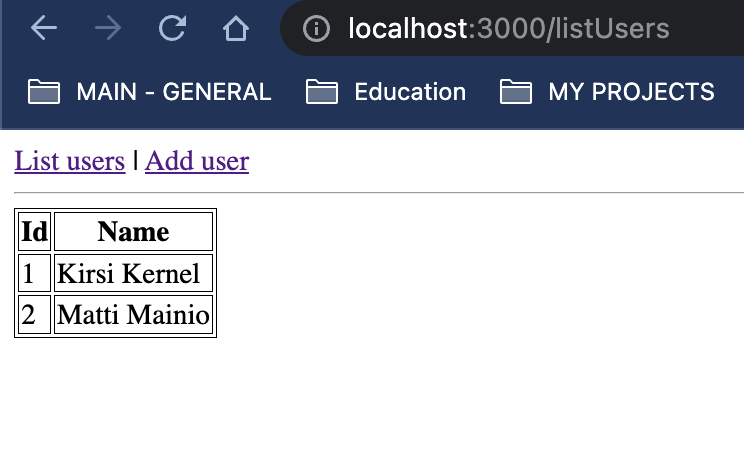 localhost:3000/listUsers
MAIN - GENERAL Education MY PROJECTS
List users | Add user
Id Name
1 Kirsi Kernel
2 Matti Mainio